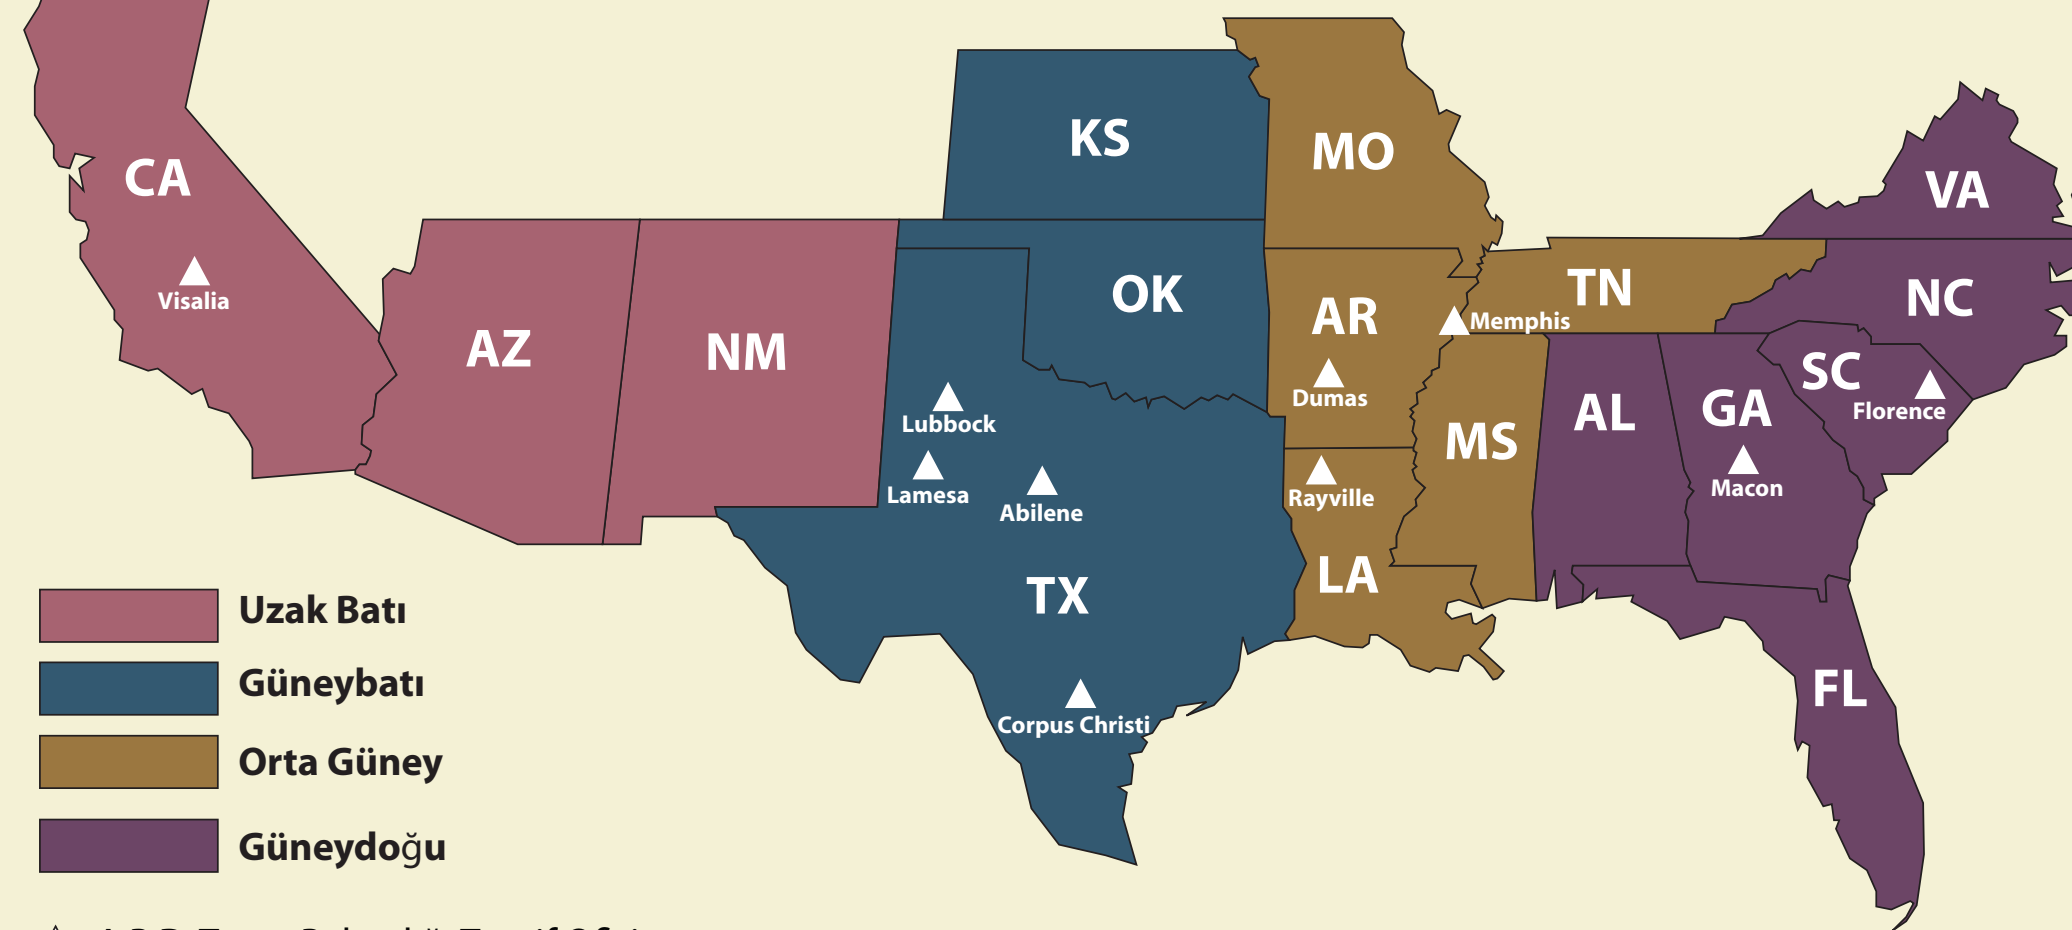 KS
MO
CA
VA
Visalia
AZ
NM
OK
AR
TN
NC
Memphis
SC
Florence
Lubbock
Dumas
MS
AL
GA
Macon
Lamesa
Abilene
Rayville
LA
TX
Corpus Christi
FL
Uzak Batı
Güneybatı
Orta Güney
Güneydoğu